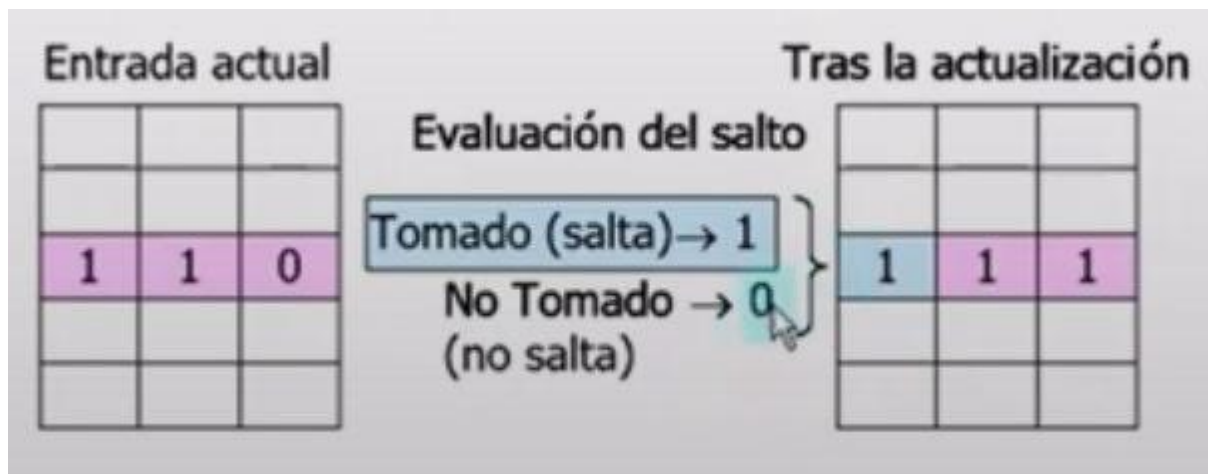 Entrada actual
1 1 0
Evaluación del salto
Tomado (salta)→ 1
No Tomado → 0
(no salta)
Tras la actualización
1 1 1